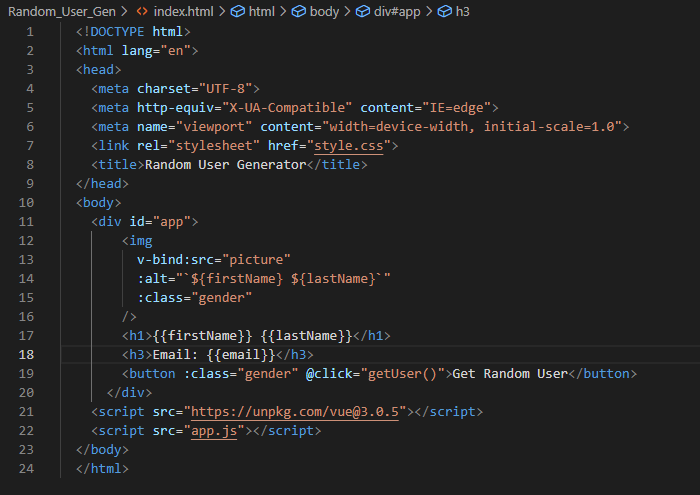 Random_User_Gen > index.html > html > body > div#app > h3
1 <!DOCTYPE html>
2 <html lang="en">
3 <head>
4 <meta charset="UTF-8">
5 <meta http-equiv="X-UA-Compatible" content="IE=edge">
6 <meta name="viewport" content="width=device-width, initial-scale=1.0">
7 <link rel="stylesheet" href="style.css">
8 <title>Random User Generator</title>
9 </head>
10 <body>
11 <div id="app">
12 <img
13 v-bind:src="picture"
14 :alt="`${firstName} ${lastName}`"
15 :class="gender"
16 />
17 <h1>{{firstName}} {{lastName}}</h1>
18 <h3>Email: {{email}}</h3>
19 <button :class="gender" @click="getUser()">Get Random User</button>
20 </div>
21 <script src="https://unpkg.com/vue@3.0.5"></script>
22 <script src="app.js"></script>
23 </body>
24 </html>